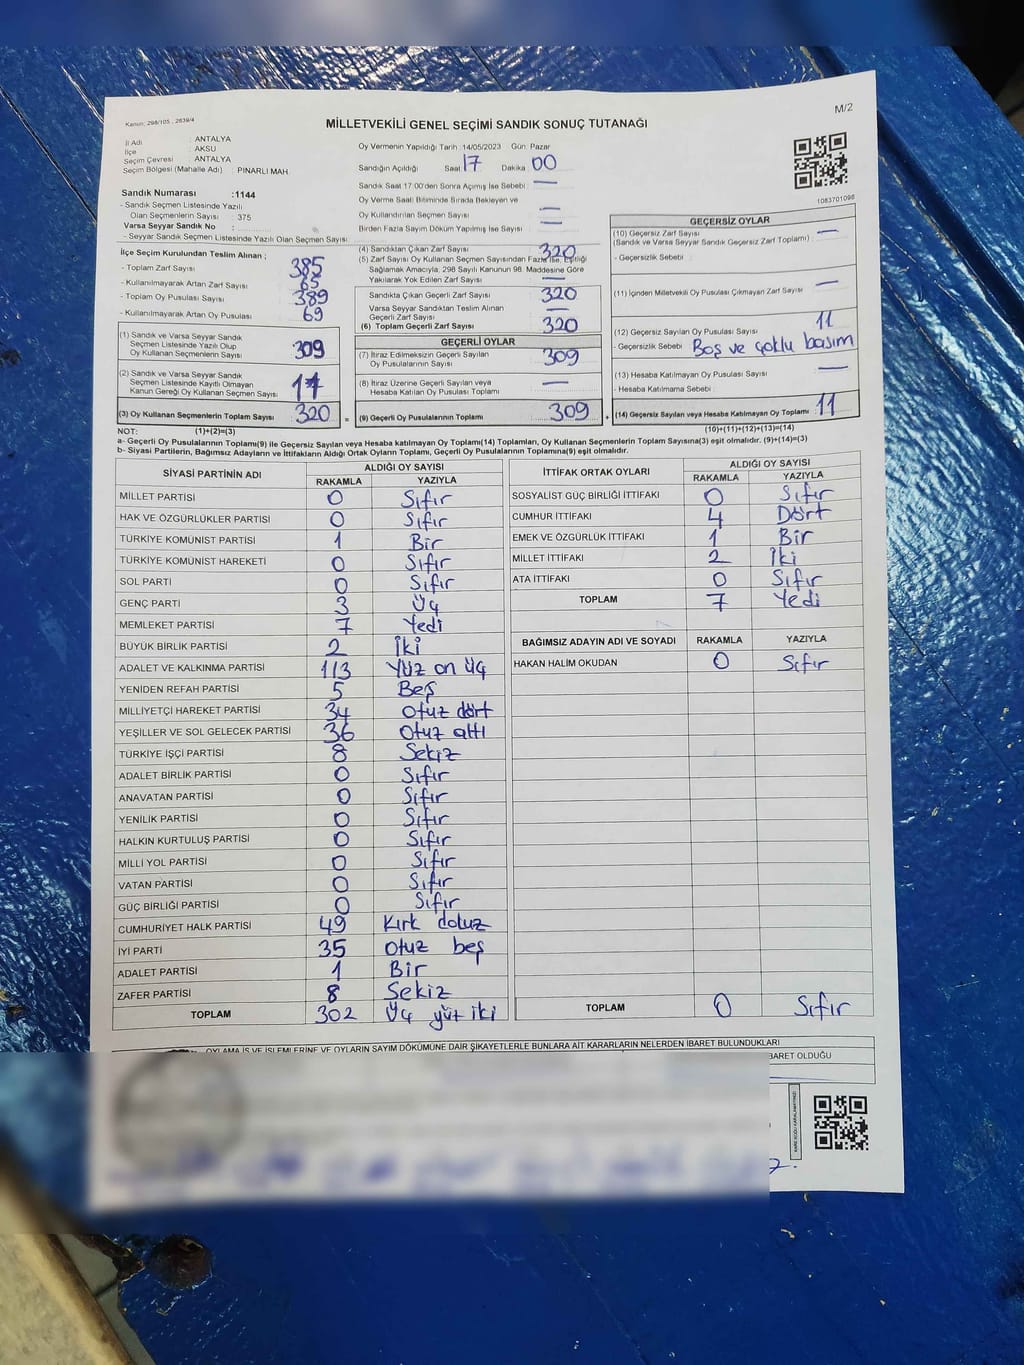 Kanun: 298/105 , 2839/4
M/2
MİLLETVEKİLİ GENEL SEÇİMİ SANDIK SONUÇ TUTANAĞI
İl Adı : ANTALYA
İlçe : AKSU
Seçim Çevresi : ANTALYA
Seçim Bölgesi (Mahalle Adı) : PINARLI MAH.
Sandık Numarası :1144
- Sandık Seçmen Listesinde Yazılı
Olan Seçmenlerin Sayısı : 375
Varsa Seyyar Sandık No :
- Seyyar Sandık Seçmen Listesinde Yazılı Olan Seçmen Sayısı
Oy Vermenin Yapıldığı Tarih :14/05/2023 Gün: Pazar
Sandığın Açıldığı Saat 17 Dakika 00
Sandık Saat 17:00'den Sonra Açılmış İse Sebebi : —
Oy Verme Saati Bitiminde Sırada Bekleyen ve
Oy Kullandırılan Seçmen Sayısı —
Birden Fazla Sayım Döküm Yapılmış İse Sayısı —
1083701098
İlçe Seçim Kurulundan Teslim Alınan ;
- Toplam Zarf Sayısı 385
- Kullanılmayarak Artan Zarf Sayısı 65
- Toplam Oy Pusulası Sayısı 389
- Kullanılmayarak Artan Oy Pusulası 69
(1) Sandık ve Varsa Seyyar Sandık
Seçmen Listesinde Yazılı Olup
Oy Kullanan Seçmenlerin Sayısı 309
(2) Sandık ve Varsa Seyyar Sandık
Seçmen Listesinde Kayıtlı Olmayan
Kanun Gereği Oy Kullanan Seçmen Sayısı
(3) Oy Kullanan Seçmenlerin Toplam Sayısı 320
(4) Sandıktan Çıkan Zarf Sayısı 320
(5) Zarf Sayısı Oy Kullanan Seçmen Sayısından Fazla İse, Eşitliği
Sağlamak Amacıyla; 298 Sayılı Kanunun 98. Maddesine Göre
Yakılarak Yok Edilen Zarf Sayısı —
Sandıkta Çıkan Geçerli Zarf Sayısı 320
Varsa Seyyar Sandıktan Teslim Alınan
Geçerli Zarf Sayısı —
(6) Toplam Geçerli Zarf Sayısı 320
GEÇERLİ OYLAR
(7) İtiraz Edilmeksizin Geçerli Sayılan
Oy Pusulalarının Sayısı 309
(8) İtiraz Üzerine Geçerli Sayılan veya
Hesaba Katılan Oy Pusulası Toplamı —
= (9) Geçerli Oy Pusulalarının Toplamı 309 +
GEÇERSİZ OYLAR
(10) Geçersiz Zarf Sayısı —
(Sandık ve Varsa Seyyar Sandık Geçersiz Zarf Toplamı) :
- Geçersizlik Sebebi :
(11) İçinden Milletvekili Oy Pusulası Çıkmayan Zarf Sayısı —
(12) Geçersiz Sayılan Oy Pusulası Sayısı 11
- Geçersizlik Sebebi Boş ve çoklu basım
(13) Hesaba Katılmayan Oy Pusulası Sayısı —
- Hesaba Katılmama Sebebi :
(14) Geçersiz Sayılan veya Hesaba Katılmayan Oy Toplamı : 11
NOT: (1)+(2)=(3) (10)+(11)+(12)+(13)=(14)
a- Geçerli Oy Pusulalarının Toplamı(9) ile Geçersiz Sayılan veya Hesaba katılmayan Oy Toplamı(14) Toplamları, Oy Kullanan Seçmenlerin Toplam Sayısına(3) eşit olmalıdır. (9)+(14)=(3)
b- Siyasi Partilerin, Bağımsız Adayların ve İttifakların Aldığı Ortak Oyların Toplamı, Geçerli Oy Pusulalarının Toplamına(9) eşit olmalıdır.
SİYASİ PARTİNİN ADI ALDIĞI OY SAYISI
RAKAMLA YAZIYLA
MİLLET PARTİSİ 0 Sıfır
HAK VE ÖZGÜRLÜKLER PARTİSİ 0 Sıfır
TÜRKİYE KOMÜNİST PARTİSİ 1 Bir
TÜRKİYE KOMÜNİST HAREKETİ 0 Sıfır
SOL PARTİ 0 Sıfır
GENÇ PARTİ 3 Üç
MEMLEKET PARTİSİ 7 Yedi
BÜYÜK BİRLİK PARTİSİ 2 İki
ADALET VE KALKINMA PARTİSİ 113 Yüz on üç
YENİDEN REFAH PARTİSİ 5 Beş
MİLLİYETÇİ HAREKET PARTİSİ 34 Otuz dört
YEŞİLLER VE SOL GELECEK PARTİSİ 36 Otuz altı
TÜRKİYE İŞÇİ PARTİSİ 8 Sekiz
ADALET BİRLİK PARTİSİ 0 Sıfır
ANAVATAN PARTİSİ 0 Sıfır
YENİLİK PARTİSİ 0 Sıfır
HALKIN KURTULUŞ PARTİSİ 0 Sıfır
MİLLİ YOL PARTİSİ 0 Sıfır
VATAN PARTİSİ 0 Sıfır
GÜÇ BİRLİĞİ PARTİSİ 0 Sıfır
CUMHURİYET HALK PARTİSİ 49 Kırk dokuz
İYİ PARTİ 35 Otuz beş
ADALET PARTİSİ 1 Bir
ZAFER PARTİSİ 8 Sekiz
TOPLAM 302 Üç yüz iki
İTTİFAK ORTAK OYLARI ALDIĞI OY SAYISI
RAKAMLA YAZIYLA
SOSYALİST GÜÇ BİRLİĞİ İTTİFAKI 0 Sıfır
CUMHUR İTTİFAKI 4 Dört
EMEK VE ÖZGÜRLÜK İTTİFAKI 1 Bir
MİLLET İTTİFAKI 2 İki
ATA İTTİFAKI 0 Sıfır
TOPLAM 7 Yedi
BAĞIMSIZ ADAYIN ADI VE SOYADI RAKAMLA YAZIYLA
HAKAN HALİM OKUDAN 0 Sıfır
TOPLAM 0 Sıfır
OYLAMA İŞ VE İŞLEMLERİNE VE OYLARIN SAYIM DÖKÜMÜNE DAİR ŞİKAYETLERLE BUNLARA AİT KARARLARIN NELERDEN İBARET BULUNDUKLARI
BARET OLDUĞU